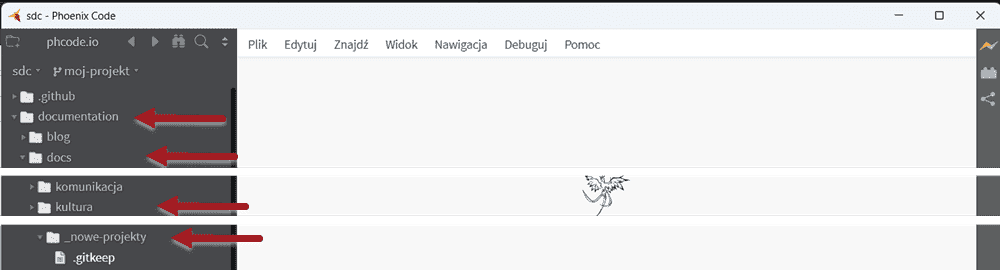 sdc - Phoenix Code
phcode.io
Plik Edytuj Znajdź Widok Nawigacja Debuguj Pomoc
sdc moj-projekt
.github
documentation
blog
docs
komunikacja
kultura
_nowe-projekty
.gitkeep